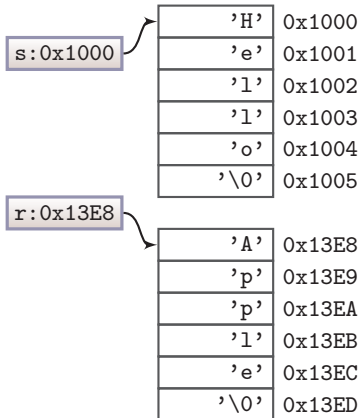 ’H’ 0x1000
s:0x1000
’e’ 0x1001
’l’ 0x1002
’l’ 0x1003
’o’ 0x1004
’\0’ 0x1005
r:0x13E8
’A’ 0x13E8
’p’ 0x13E9
’p’ 0x13EA
’l’ 0x13EB
’e’ 0x13EC
’\0’ 0x13ED